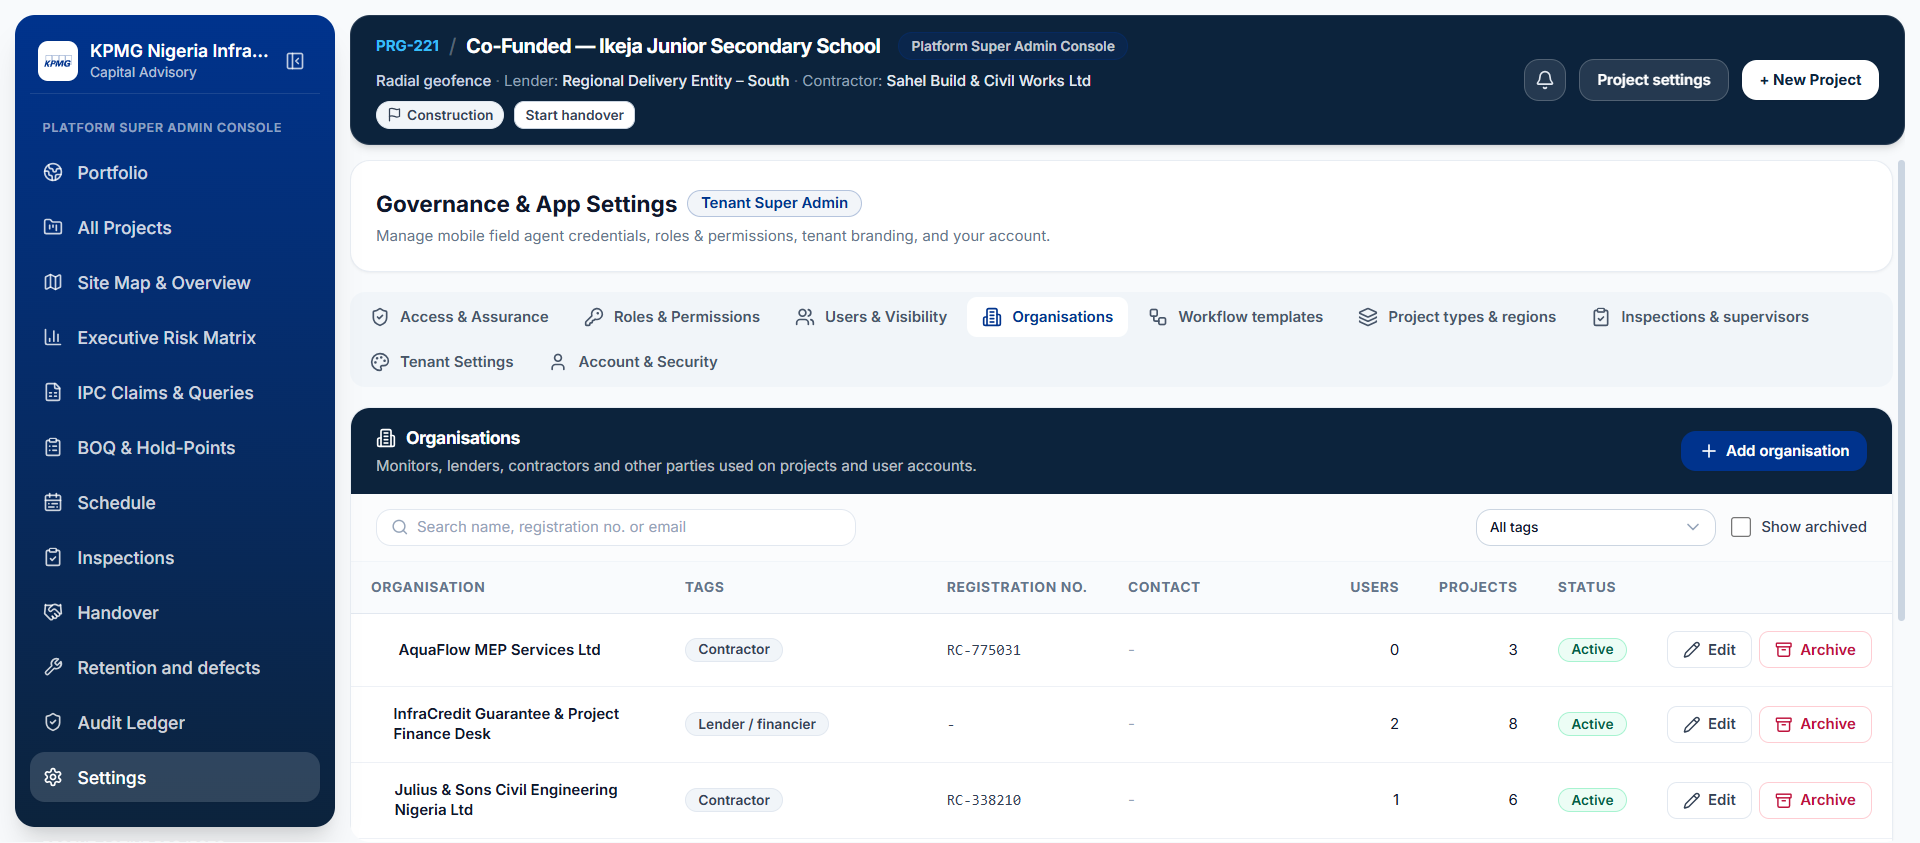 KPMG
KPMG Nigeria Infra...
Capital Advisory
PLATFORM SUPER ADMIN CONSOLE
Portfolio
All Projects
Site Map & Overview
Executive Risk Matrix
IPC Claims & Queries
BOQ & Hold-Points
Schedule
Inspections
Handover
Retention and defects
Audit Ledger
Settings
PRG-221 / Co-Funded — Ikeja Junior Secondary School Platform Super Admin Console
Radial geofence · Lender: Regional Delivery Entity – South · Contractor: Sahel Build & Civil Works Ltd
Construction Start handover
Project settings + New Project
Governance & App Settings Tenant Super Admin
Manage mobile field agent credentials, roles & permissions, tenant branding, and your account.
Access & Assurance Roles & Permissions Users & Visibility Organisations Workflow templates Project types & regions Inspections & supervisors
Tenant Settings Account & Security
Organisations
Monitors, lenders, contractors and other parties used on projects and user accounts.
+ Add organisation
Search name, registration no. or email All tags Show archived
ORGANISATION TAGS REGISTRATION NO. CONTACT USERS PROJECTS STATUS
AquaFlow MEP Services Ltd Contractor RC-775031 - 0 3 Active Edit Archive
InfraCredit Guarantee & Project
Finance Desk Lender / financier - - 2 8 Active Edit Archive
Julius & Sons Civil Engineering
Nigeria Ltd Contractor RC-338210 - 1 6 Active Edit Archive